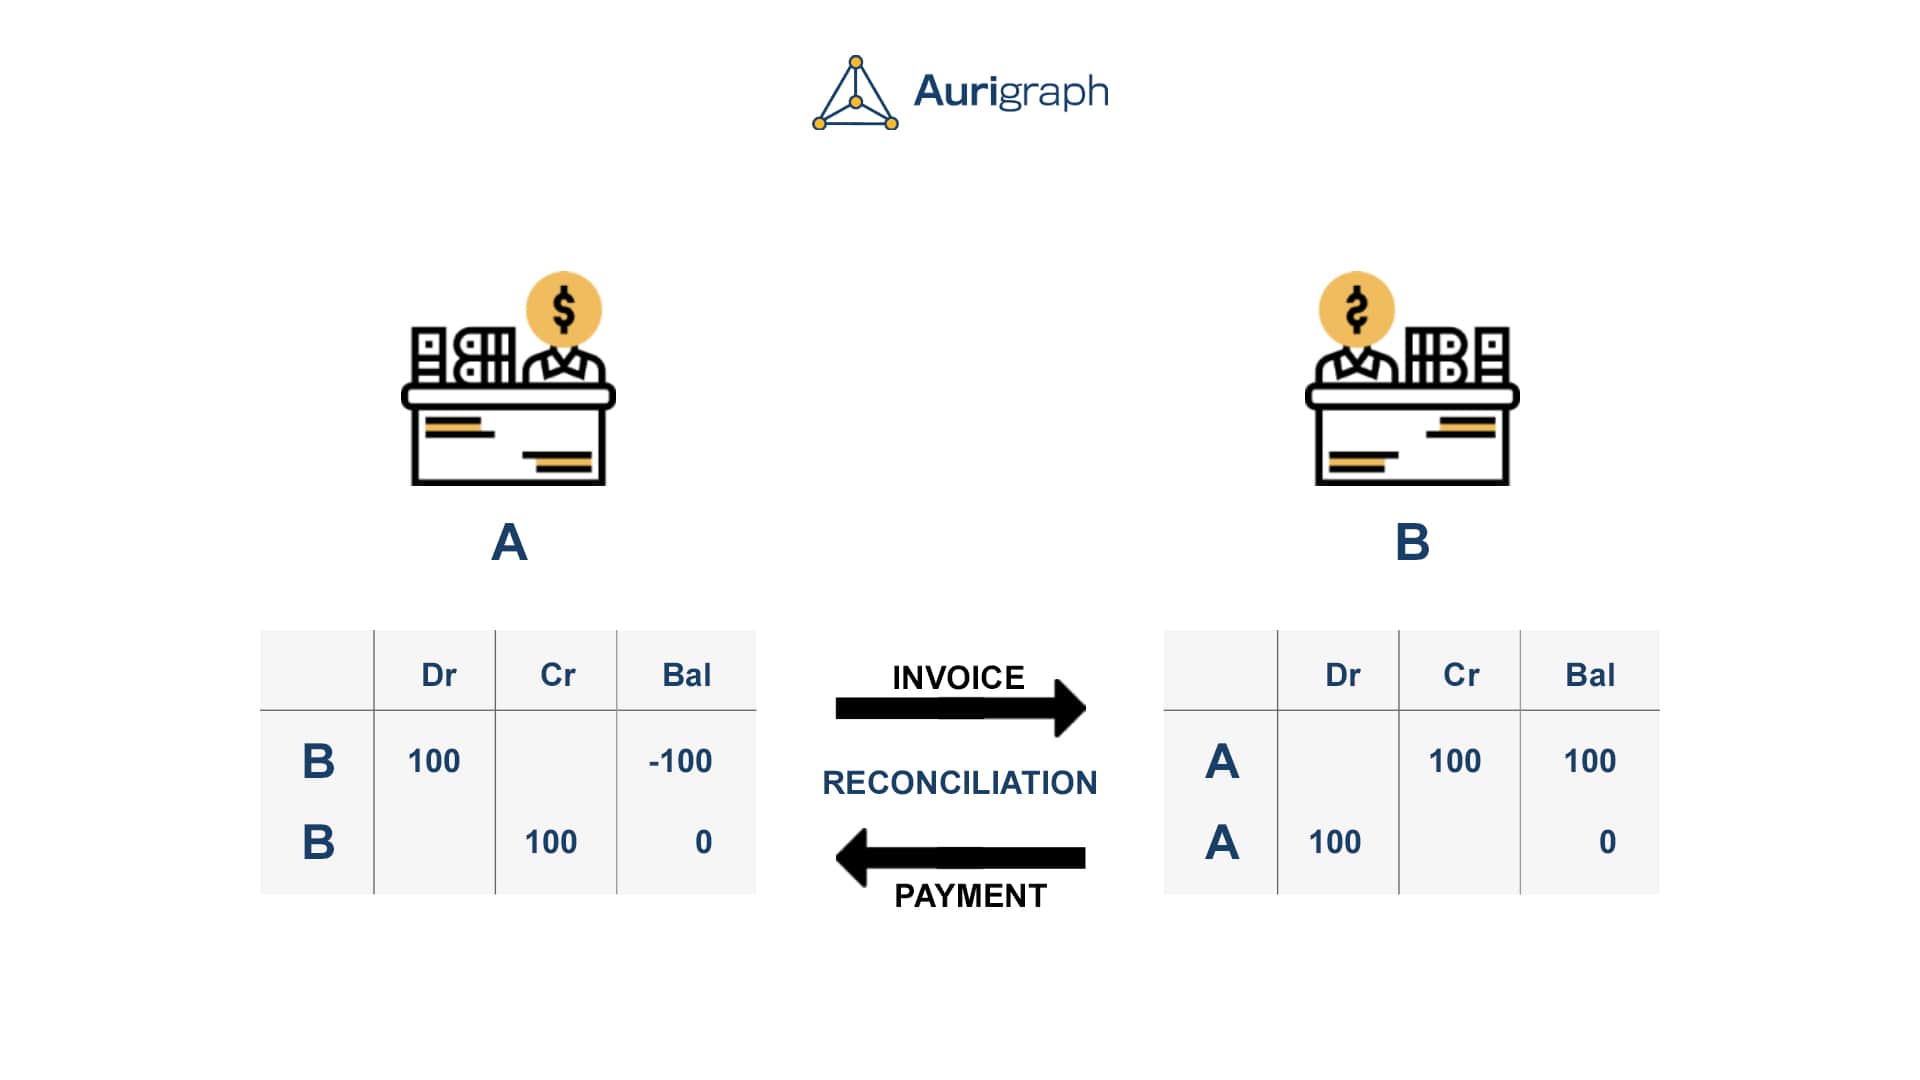 Aurigraph
$
$
A
B
Dr Cr Bal
B 100 -100
B 100 0
INVOICE
RECONCILIATION
PAYMENT
Dr Cr Bal
A 100 100
A 100 0